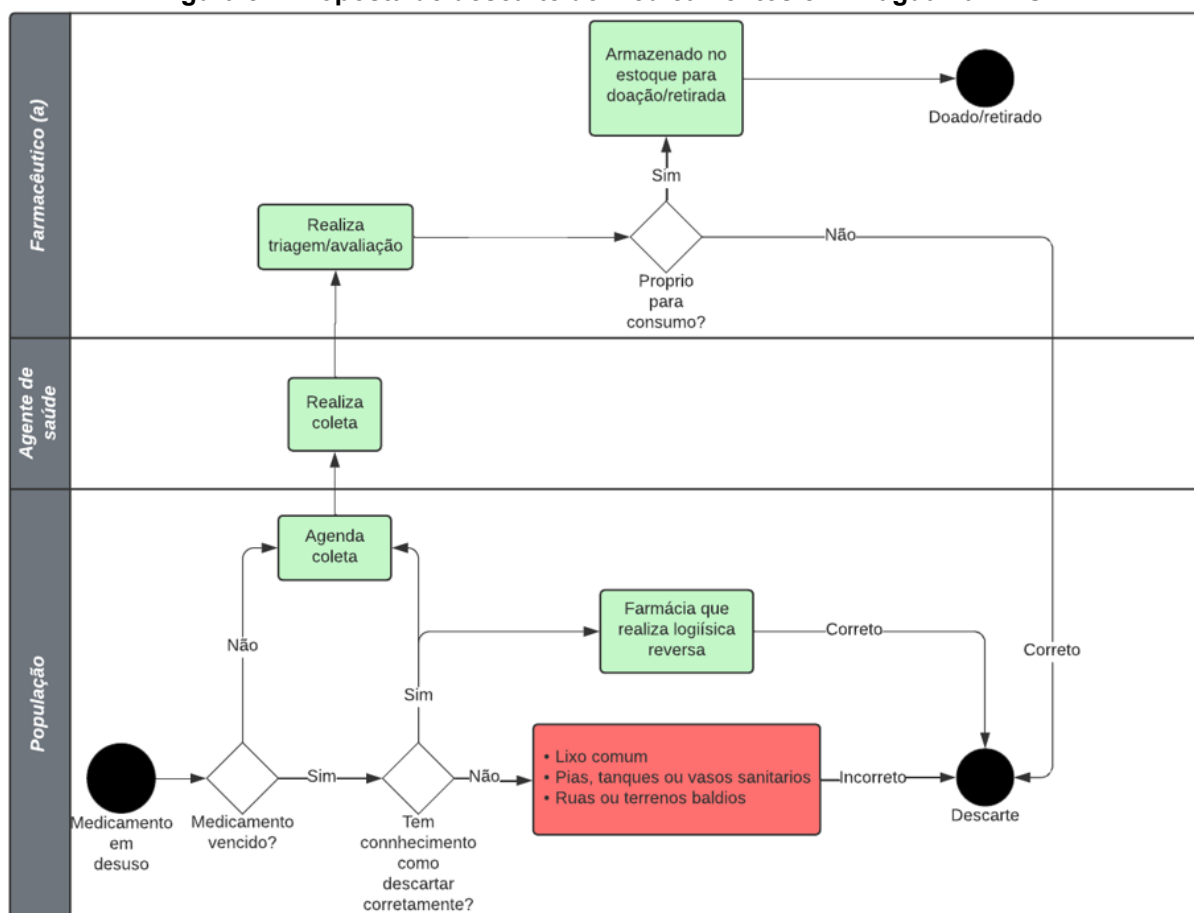 Farmacêutico (a)
Armazenado no
estoque para
doação/retirada
Doado/retirado
Sim
Realiza
triagem/avaliação
Não
Proprio
para
consumo?
Agente de
saúde
Realiza
coleta
População
Agenda
coleta
Não
Farmácia que
realiza logiísica
reversa
Correto
Correto
Sim
• Lixo comum
• Pias, tanques ou vasos sanitarios
• Ruas ou terrenos baldios
Sim
Não
Incorreto
Medicamento
em
desuso
Medicamento
vencido?
Tem
connhecimento
como
descartar
corretamente?
Descarte